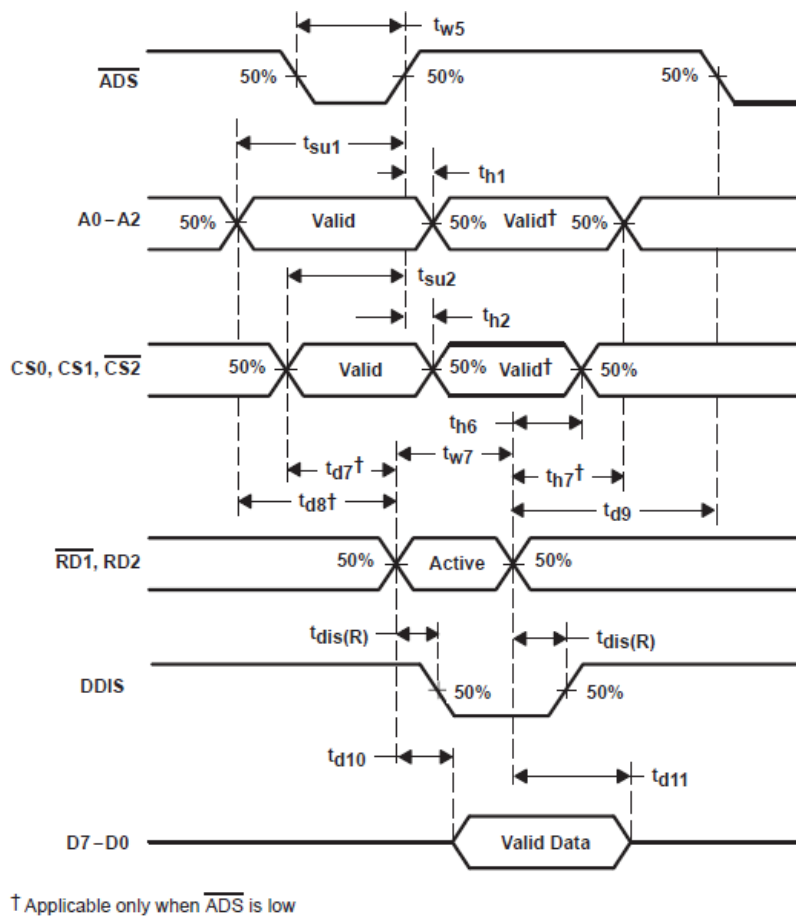 tw5
ADS 50% 50% 50%
tsu1
th1
A0–A2 50% Valid 50% Valid† 50%
tsu2
th2
CS0, CS1, CS2 50% Valid 50% Valid† 50%
th6
tw7
td7† th7†
td8† td9
RD1, RD2 50% Active 50%
tdis(R) tdis(R)
DDIS 50% 50%
td10 td11
D7–D0 Valid Data
† Applicable only when ADS is low